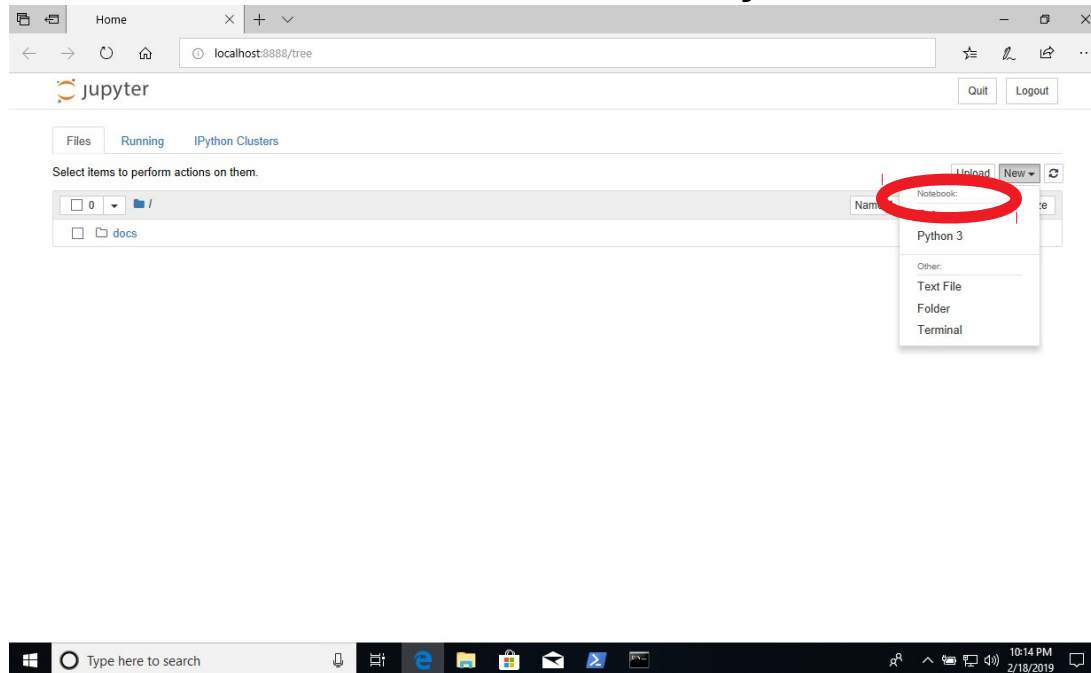 Home
localhost:8888/tree
jupyter
Quit Logout
Files Running IPython Clusters
Select items to perform actions on them.
Upload New
0 /
Notebook:
docs
Python 3
Other:
Text File
Folder
Terminal
Type here to search
10:14 PM
2/18/2019